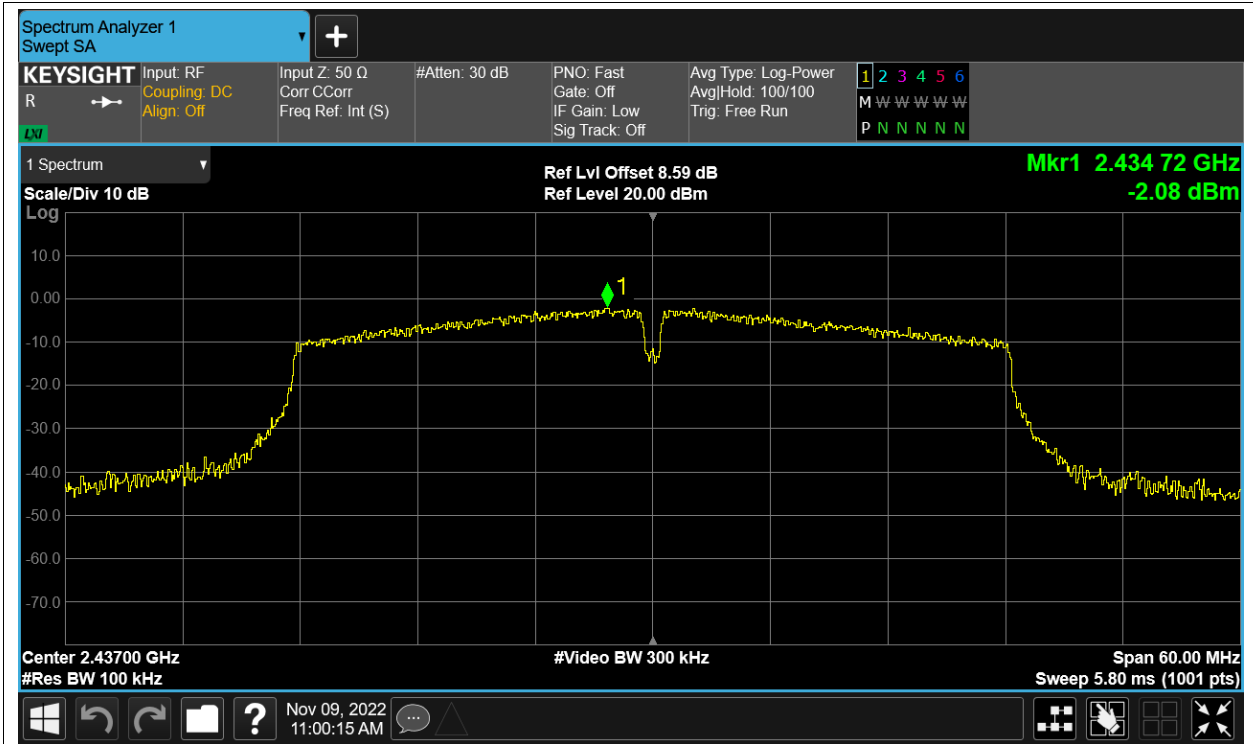 Spectrum Analyzer 1
Swept SA
KEYSIGHT
R
LXI
Input: RF
Coupling: DC
Align: Off
Input Z: 50 Ω
Corr CCorr
Freq Ref: Int (S)
#Atten: 30 dB
PNO: Fast
Gate: Off
IF Gain: Low
Sig Track: Off
Avg Type: Log-Power
Avg|Hold: 100/100
Trig: Free Run
1 2 3 4 5 6
M W W W W W
P N N N N N
1 Spectrum
Scale/Div 10 dB
Log
Ref Lvl Offset 8.59 dB
Ref Level 20.00 dBm
Mkr1 2.434 72 GHz
-2.08 dBm
1
10.0
0.00
-10.0
-20.0
-30.0
-40.0
-50.0
-60.0
-70.0
Center 2.43700 GHz
#Res BW 100 kHz
#Video BW 300 kHz
Span 60.00 MHz
Sweep 5.80 ms (1001 pts)
?
Nov 09, 2022
11:00:15 AM